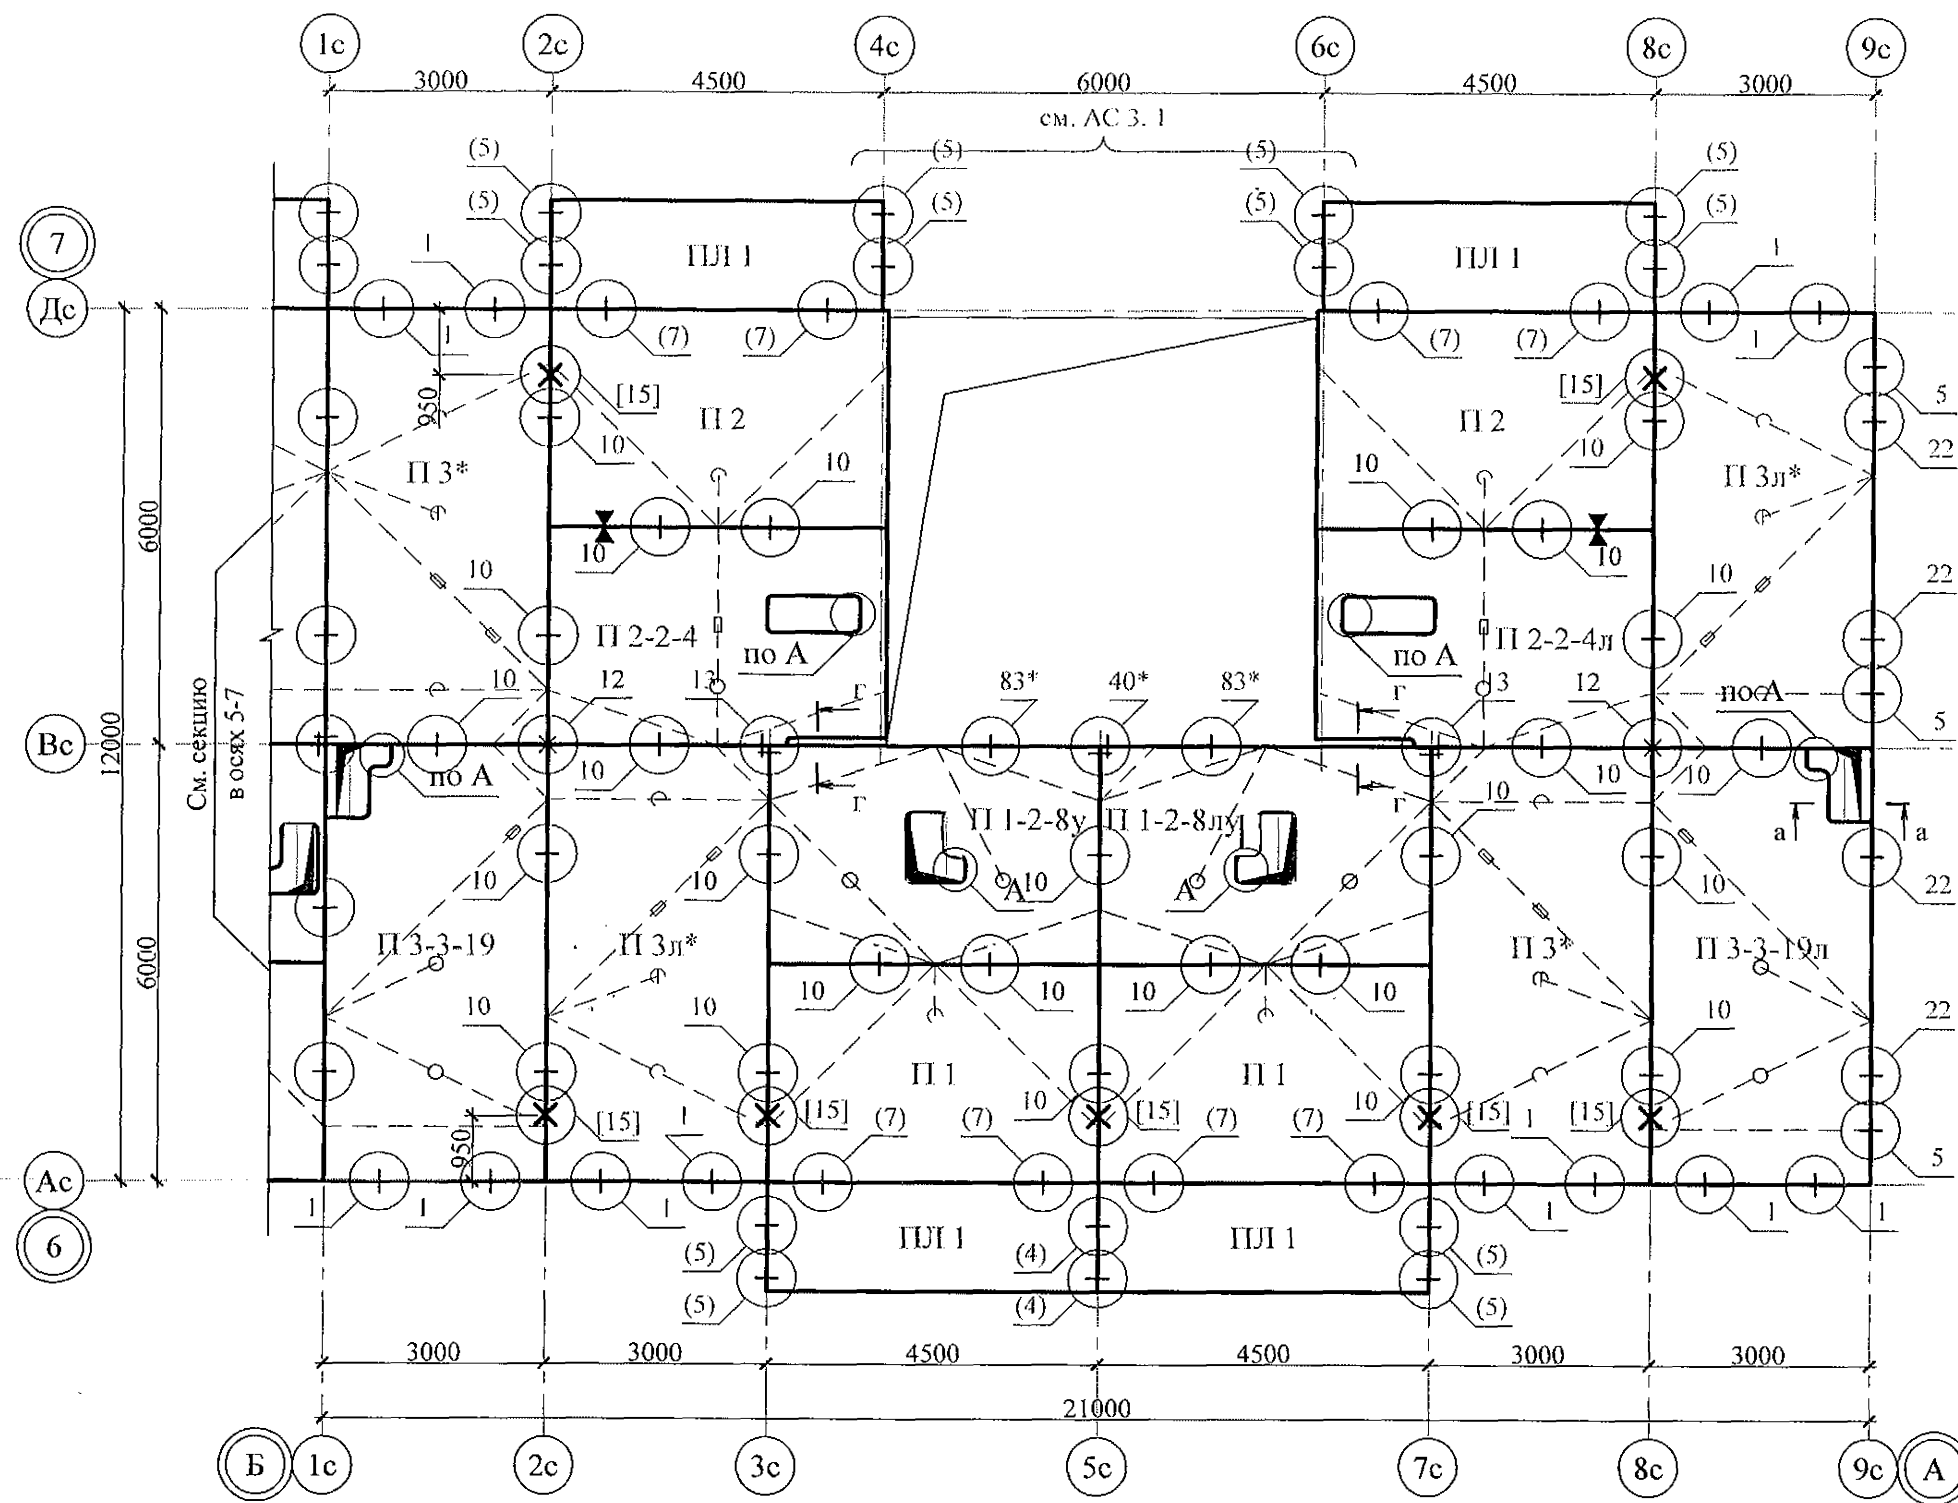 1с 2с 4с 6с 8с 9с
3000 4500 6000 4500 3000
см. АС 3. 1
(5) (5) (5) (5)
(5) (5) (5) (5)
7
1 ПЛ 1 ПЛ 1 1
Дс
1 (7) (7) (7) (7) 1
950 [15] [15] 5
П 2 П 2
10 10 22
П 3* 10 10 П 3л*
6000
10 10 10 10
10 10 22
П 2-2-4 П 2-2-4л
по А по А
10 12 13 г 83* 40* 83* г 13 12 по А
См. секцию
в осях 5-7
12000
Вс
по А 10 10 10 5
г г 10
П 1-2-8у П 1-2-8лу
а а
10 10 А 10 А 10 22
6000
П 3-3-19 П 3л* П 3* П 3-3-19л
10 10 10 10
10 10 10 22
П 1 П 1
10 10
950 [15] 1 [15] (7) (7) [15] (7) (7) [15] 1 [15]
5
Ас
1 1 1 1 1 1
6
ПЛ 1 ПЛ 1
(5) (4) (5)
(5) (4) (5)
3000 3000 4500 4500 3000 3000
21000
Б 1с 2с 3с 5с 7с 8с 9с А